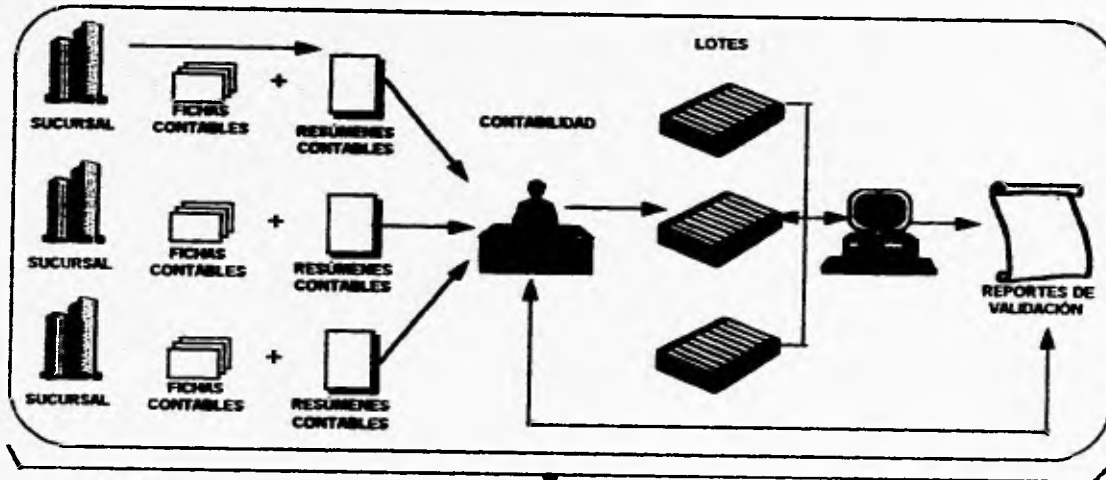 LOTES
SUCURSAL
FICHAS
CONTABLES
+
RESÚMENES
CONTABLES
CONTABILIDAD
SUCURSAL
FICHAS
CONTABLES
+
RESÚMENES
CONTABLES
REPORTES DE
VALIDACIÓN
SUCURSAL
FICHAS
CONTABLES
+
RESÚMENES
CONTABLES